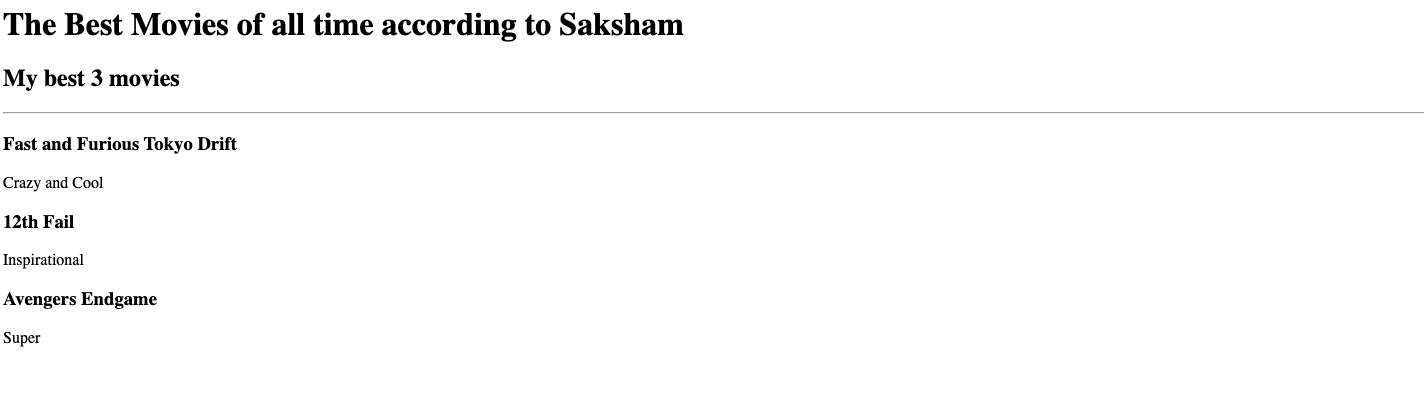 The Best Movies of all time according to Saksham
My best 3 movies
Fast and Furious Tokyo Drift
Crazy and Cool
12th Fail
Inspirational
Avengers Endgame
Super